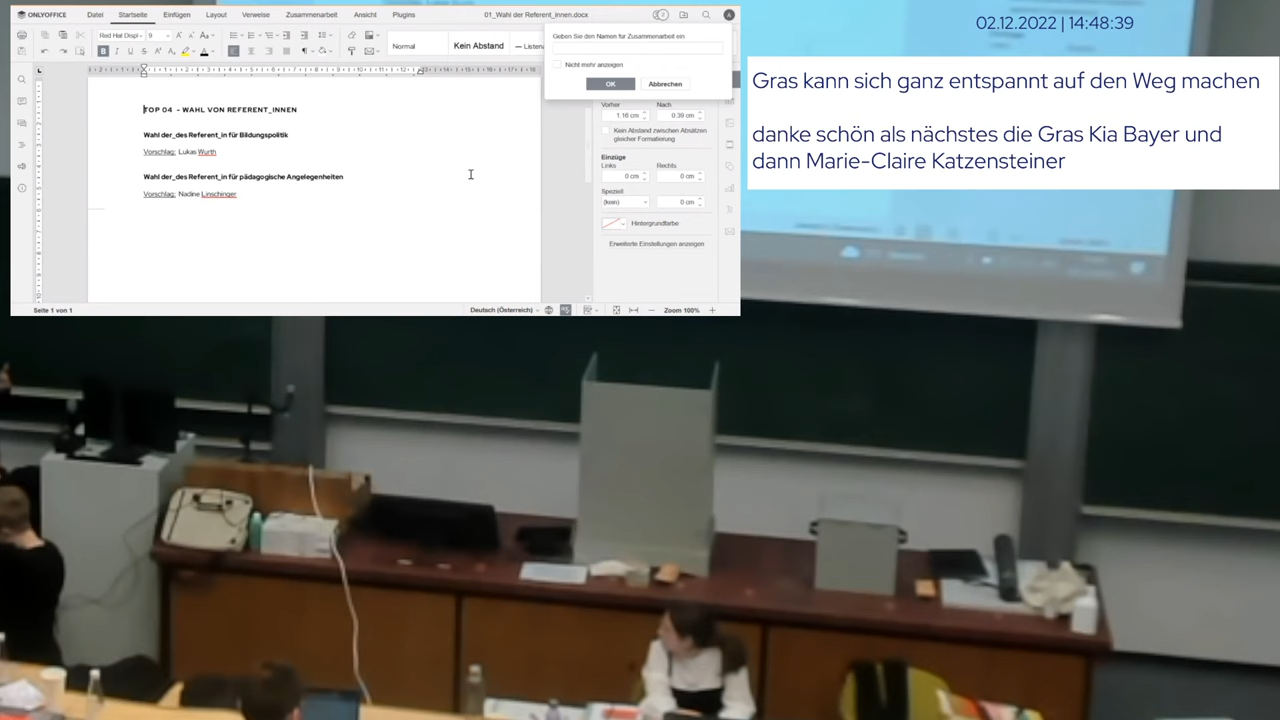 ONLYOFFICE
Datei Startseite Einfügen Layout Verweise Zusammenarbeit Ansicht Plugins
01_Wahl der Referent_innen.docx
02.12.2022 | 14:48:39
Gras kann sich ganz entspannt auf den Weg machen
danke schön als nächstes die Gras Kia Bayer und
dann Marie-Claire Katzensteiner
Red Hat Displ 9
Normal Kein Abstand
Geben Sie den Namen für Zusammenarbeit ein
Nicht mehr anzeigen
OK Abbrechen
TOP 04 - WAHL VON REFERENT_INNEN
Wahl der_des Referent_in für Bildungspolitik
Vorschlag: Lukas Wurth
Wahl der_des Referent_in für pädagogische Angelegenheiten
Vorschlag: Nadine Linschinger
Vorher Nach
1.16 cm 0.39 cm
Kein Abstand zwischen Absätzen
gleicher Formatierung
Einzüge
Links Rechts
0 cm 0 cm
Speziell
(kein) 0 cm
Hintergrundfarbe
Erweiterte Einstellungen anzeigen
Seite 1 von 1
Deutsch (Österreich)
Zoom 100%